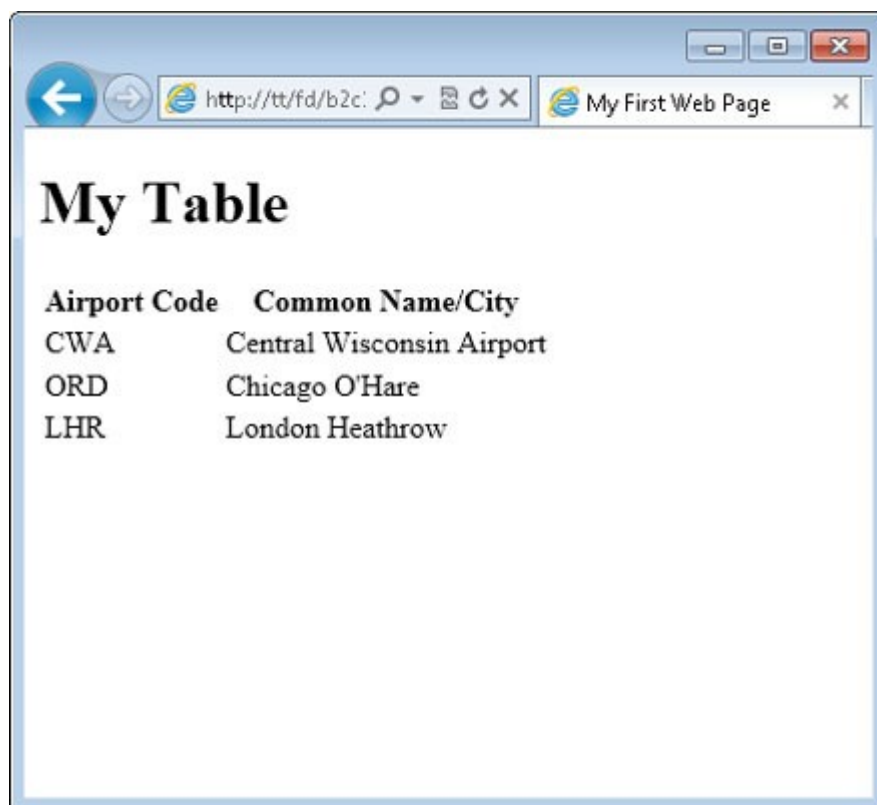 http://tt/fd/b2c
My First Web Page
My Table
Airport Code Common Name/City
CWA Central Wisconsin Airport
ORD Chicago O'Hare
LHR London Heathrow